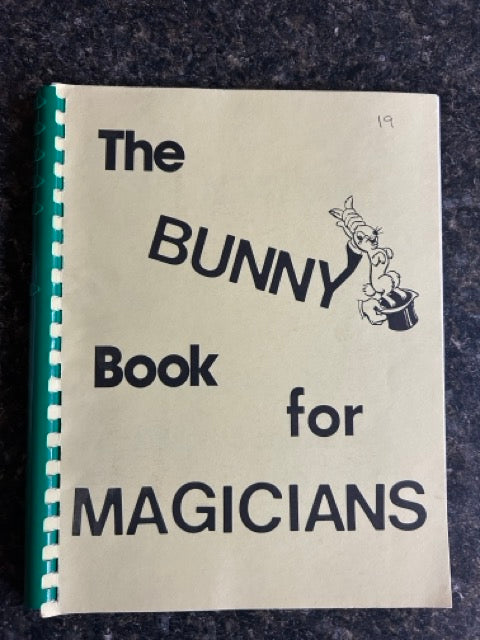 19
The
BUNNY
Book
for
MAGICIANS